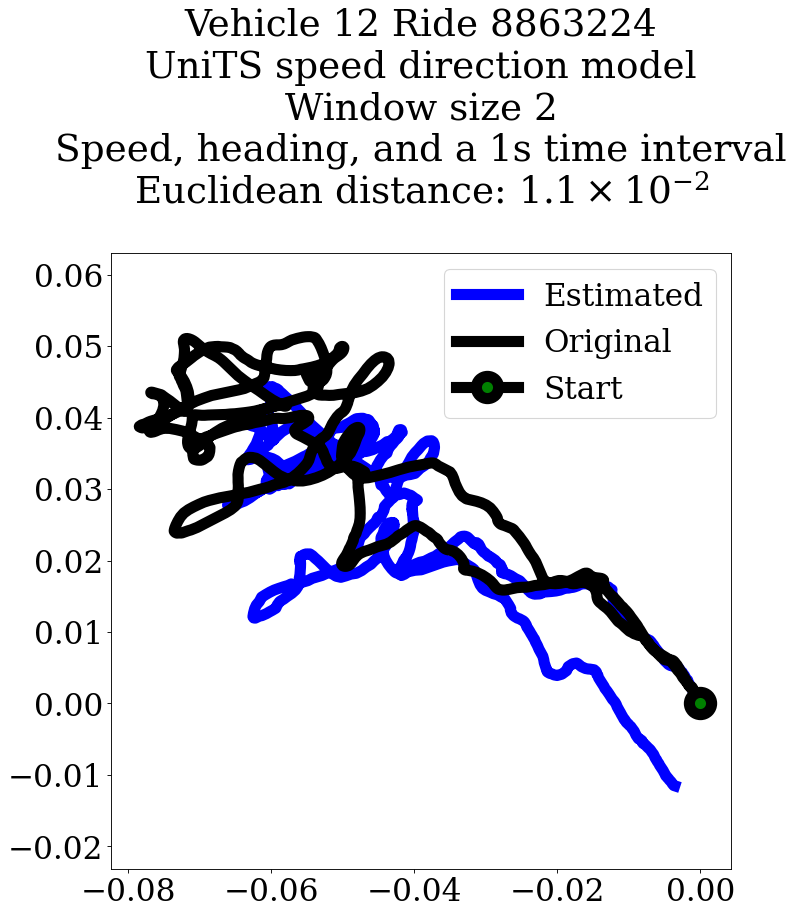 Vehicle 12 Ride 8863224
UniTS speed direction model
Window size 2
Speed, heading, and a 1s time interval
Euclidean distance: 1.1 × 10⁻²
Estimated
Original
Start
0.06
0.05
0.04
0.03
0.02
0.01
0.00
−0.01
−0.02
−0.08 −0.06 −0.04 −0.02 0.00